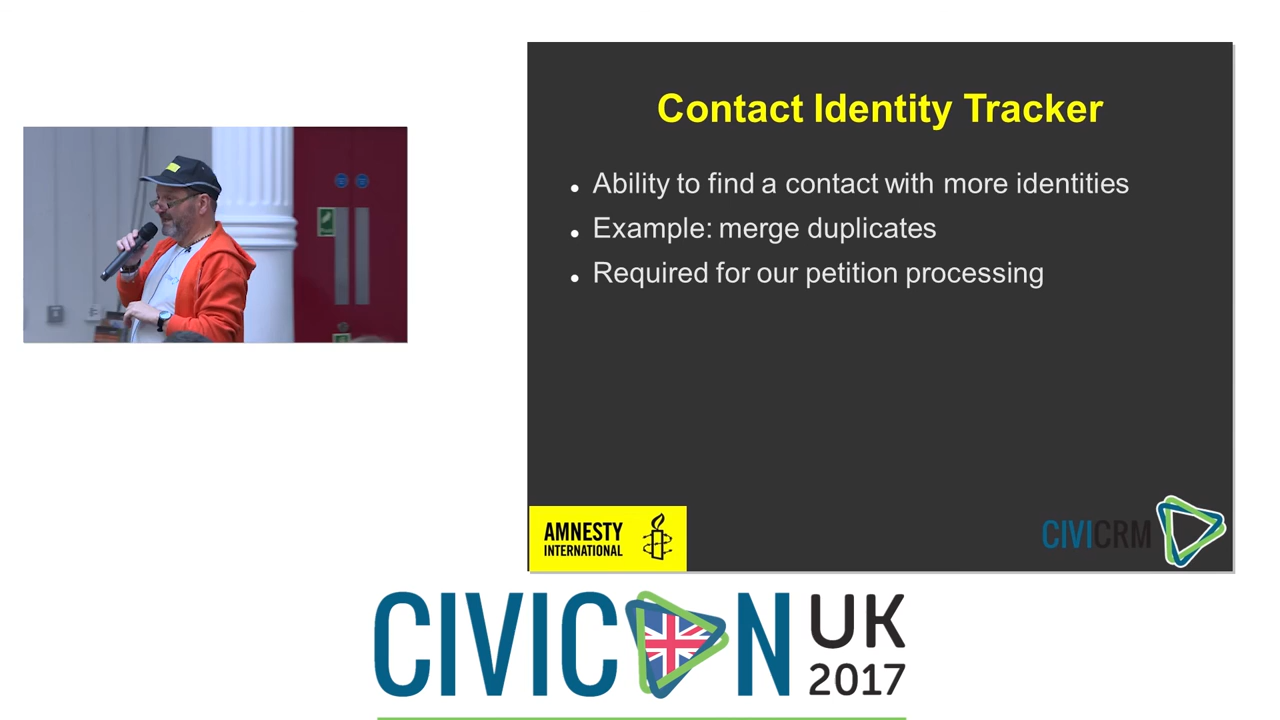 Contact Identity Tracker
Ability to find a contact with more identities
Example: merge duplicates
Required for our petition processing
AMNESTY
INTERNATIONAL
CIVICRM
CIVICON UK
2017